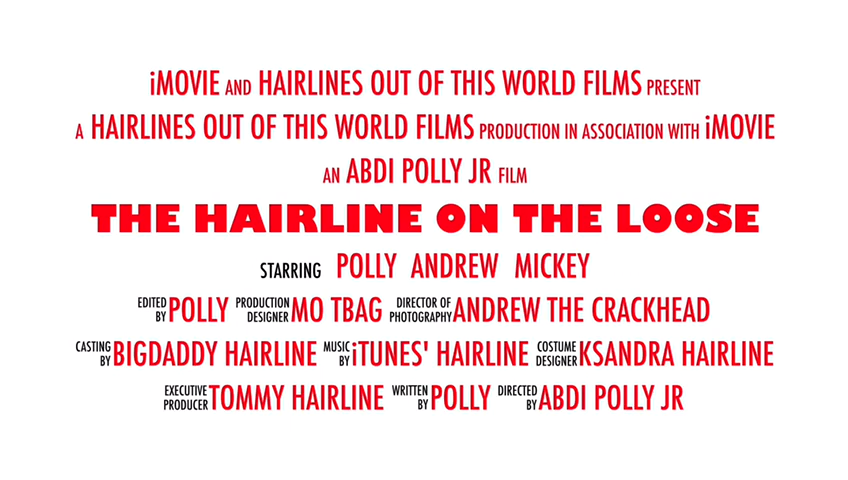 iMOVIE AND HAIRLINES OUT OF THIS WORLD FILMS PRESENT
A HAIRLINES OUT OF THIS WORLD FILMS PRODUCTION IN ASSOCIATION WITH iMOVIE
AN ABDI POLLY JR FILM
THE HAIRLINE ON THE LOOSE
STARRING POLLY ANDREW MICKEY
EDITED BY POLLY PRODUCTION DESIGNER MO TBAG DIRECTOR OF PHOTOGRAPHY ANDREW THE CRACKHEAD
CASTING BY BIGDADDY HAIRLINE MUSIC BY iTUNES' HAIRLINE COSTUME DESIGNER KSANDRA HAIRLINE
EXECUTIVE PRODUCER TOMMY HAIRLINE WRITTEN BY POLLY DIRECTED BY ABDI POLLY JR